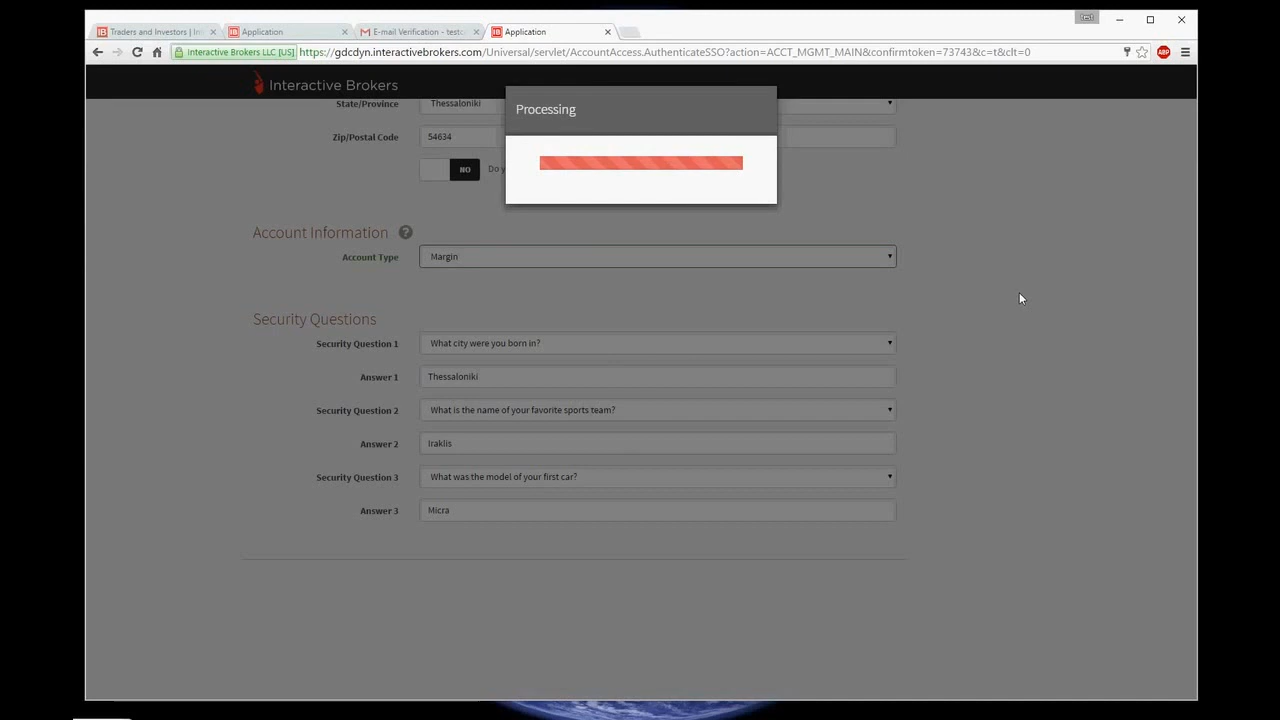 test
Traders and Investors | In
Application
E-mail Verification - testc
Application
Interactive Brokers LLC [US]
https://gdcdyn.interactivebrokers.com/Universal/servlet/AccountAccess.AuthenticateSSO?action=ACCT_MGMT_MAIN&confirmtoken=73743&c=t&clt=0
ABP
Interactive Brokers
State/Province Thessaloniki
Processing
Zip/Postal Code 54634
NO Do
Account Information ?
Account Type Margin
Security Questions
Security Question 1 What city were you born in?
Answer 1 Thessaloniki
Security Question 2 What is the name of your favorite sports team?
Answer 2 Iraklis
Security Question 3 What was the model of your first car?
Answer 3 Micra